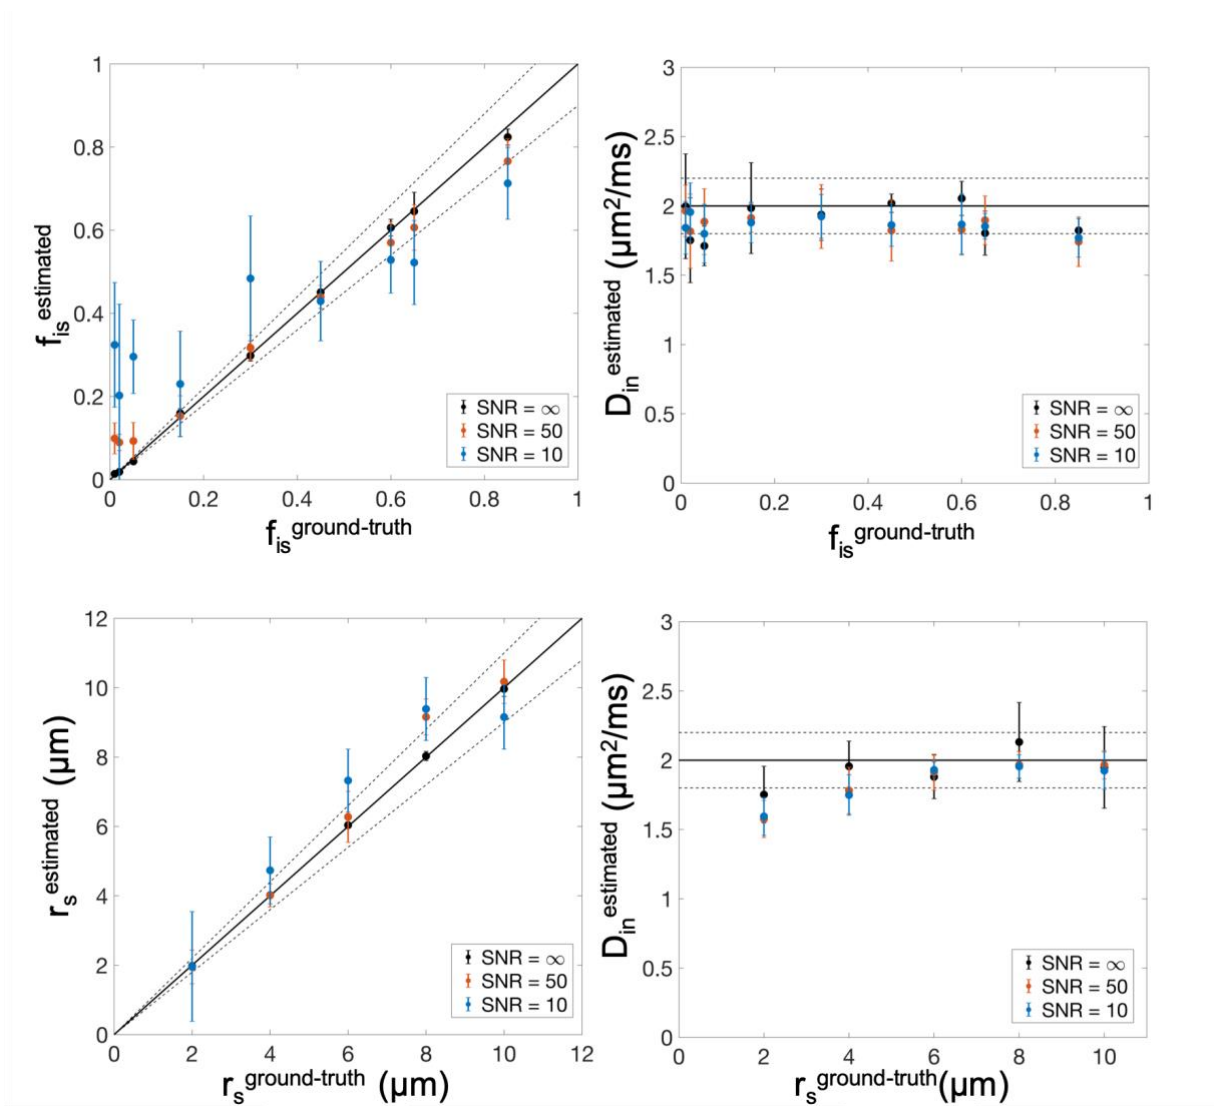 1
0.8
0.6
0.4
0.2
0
0 0.2 0.4 0.6 0.8 1
f_is^estimated
f_is^ground-truth
SNR = ∞
SNR = 50
SNR = 10
3
2.5
2
1.5
1
0.5
0
0 0.2 0.4 0.6 0.8 1
D_in^estimated (μm²/ms)
f_is^ground-truth
SNR = ∞
SNR = 50
SNR = 10
12
10
8
6
4
2
0
0 2 4 6 8 10 12
r_s^estimated (μm)
r_s^ground-truth (μm)
SNR = ∞
SNR = 50
SNR = 10
3
2.5
2
1.5
1
0.5
0
0 2 4 6 8 10
D_in^estimated (μm²/ms)
r_s^ground-truth(μm)
SNR = ∞
SNR = 50
SNR = 10